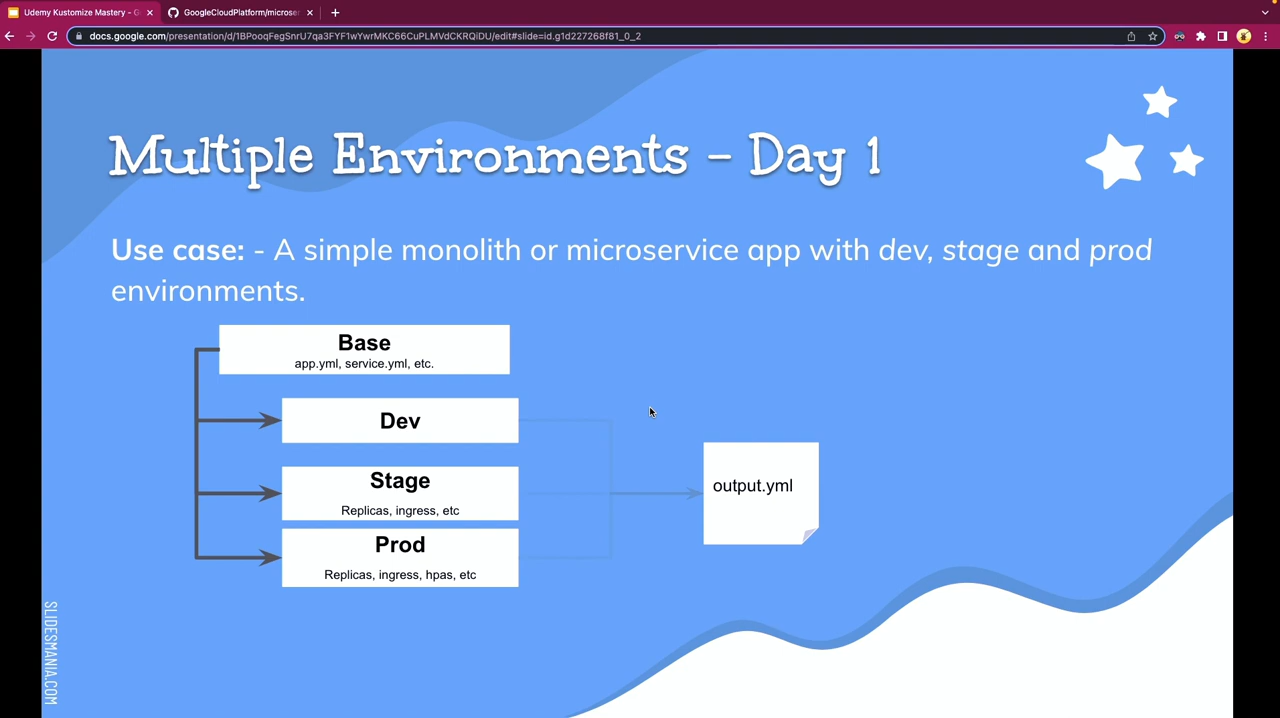 Udemy Kustomize Mastery - G
GoogleCloudPlatform/microser
docs.google.com/presentation/d/1BPooqFegSnrU7qa3FYF1wYwrMKC66CuPLMVdCKRQiDU/edit#slide=id.g1d227268f81_0_2
Multiple Environments - Day 1
Use case: - A simple monolith or microservice app with dev, stage and prod
environments.
Base
app.yml, service.yml, etc.
Dev
Stage
Replicas, ingress, etc
Prod
Replicas, ingress, hpas, etc
output.yml
SLIDESMANIA.COM